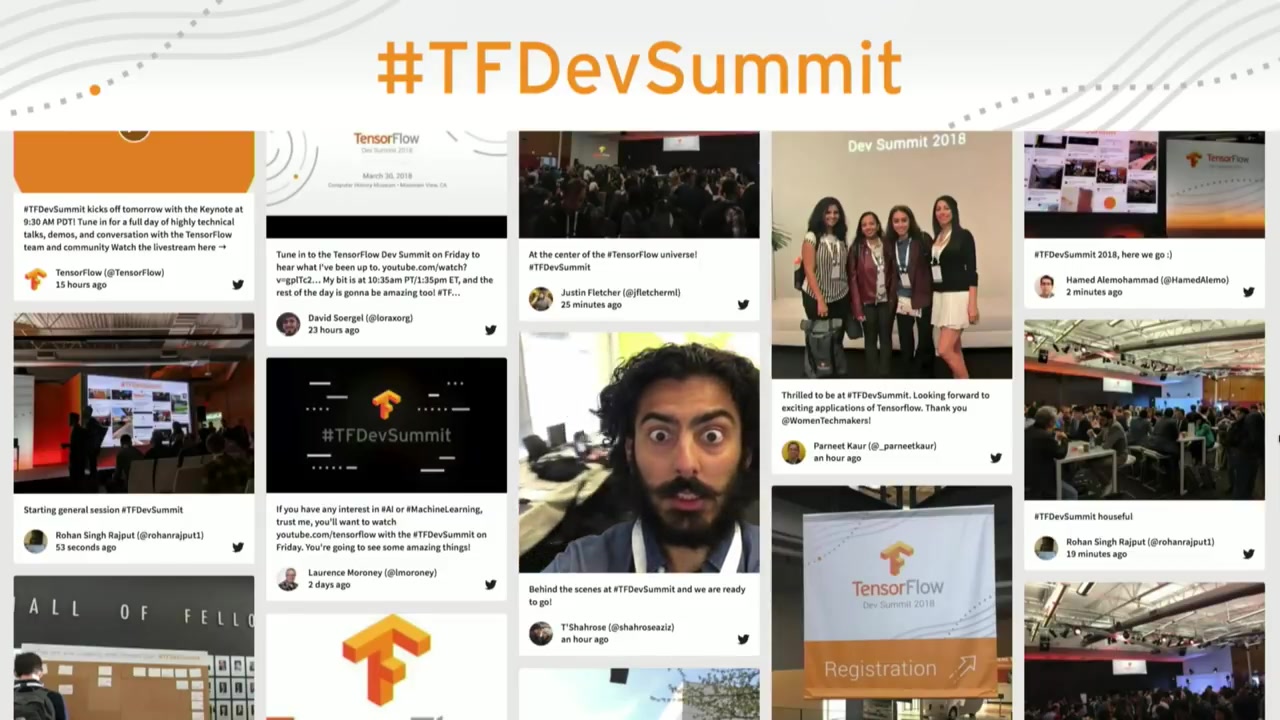 #TFDevSummit
#TFDevSummit kicks off tomorrow with the Keynote at
9:30 AM PDT! Tune in for a full day of highly technical
talks, demos, and conversation with the TensorFlow
team and community Watch the livestream here →
TensorFlow (@TensorFlow)
15 hours ago
#TFDevSummit
Starting general session #TFDevSummit
Rohan Singh Rajput (@rohanrajput1)
53 seconds ago
ALL OF FELLO
TensorFlow
Dev Summit 2018
March 30, 2018
Computer History Museum • Mountain View, CA
Tune in to the TensorFlow Dev Summit on Friday to
hear what I've been up to. youtube.com/watch?
v=gplTc2... My bit is at 10:35am PT/1:35pm ET, and the
rest of the day is gonna be amazing too! #TF...
David Soergel (@loraxorg)
23 hours ago
#TFDevSummit
If you have any interest in #AI or #MachineLearning,
trust me, you'll want to watch
youtube.com/tensorflow with the #TFDevSummit on
Friday. You're going to see some amazing things!
Laurence Moroney (@lmoroney)
2 days ago
At the center of the #TensorFlow universe!
#TFDevSummit
Justin Fletcher (@jfletcherml)
25 minutes ago
Behind the scenes at #TFDevSummit and we are ready
to go!
T'Shahrose (@shahroseaziz)
an hour ago
Dev Summit 2018
Thrilled to be at #TFDevSummit. Looking forward to
exciting applications of Tensorflow. Thank you
@WomenTechmakers!
Parneet Kaur (@_parneetkaur)
an hour ago
TensorFlow
Dev Summit 2018
Registration
TensorFlow
#TFDevSummit 2018, here we go :)
Hamed Alemohammad (@HamedAlemo)
2 minutes ago
#TFDevSummit houseful
Rohan Singh Rajput (@rohanrajput1)
19 minutes ago